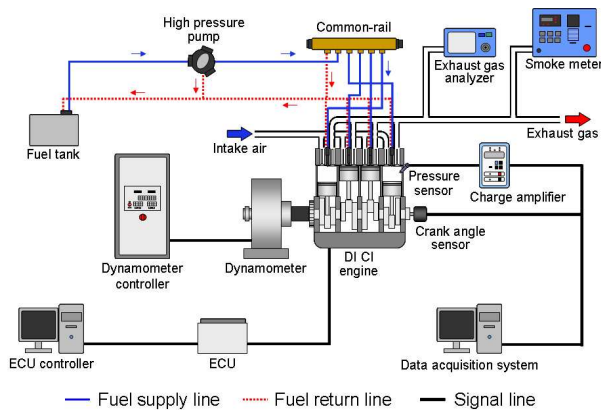 High pressure
pump
Common-rail
Exhaust gas
analyzer
Smoke meter
Fuel tank
Intake air
Exhaust gas
Pressure
sensor
Charge amplifier
Crank angle
sensor
Dynamometer
controller
Dynamometer
DI CI
engine
ECU controller
ECU
Data acquisition system
Fuel supply line
Fuel return line
Signal line